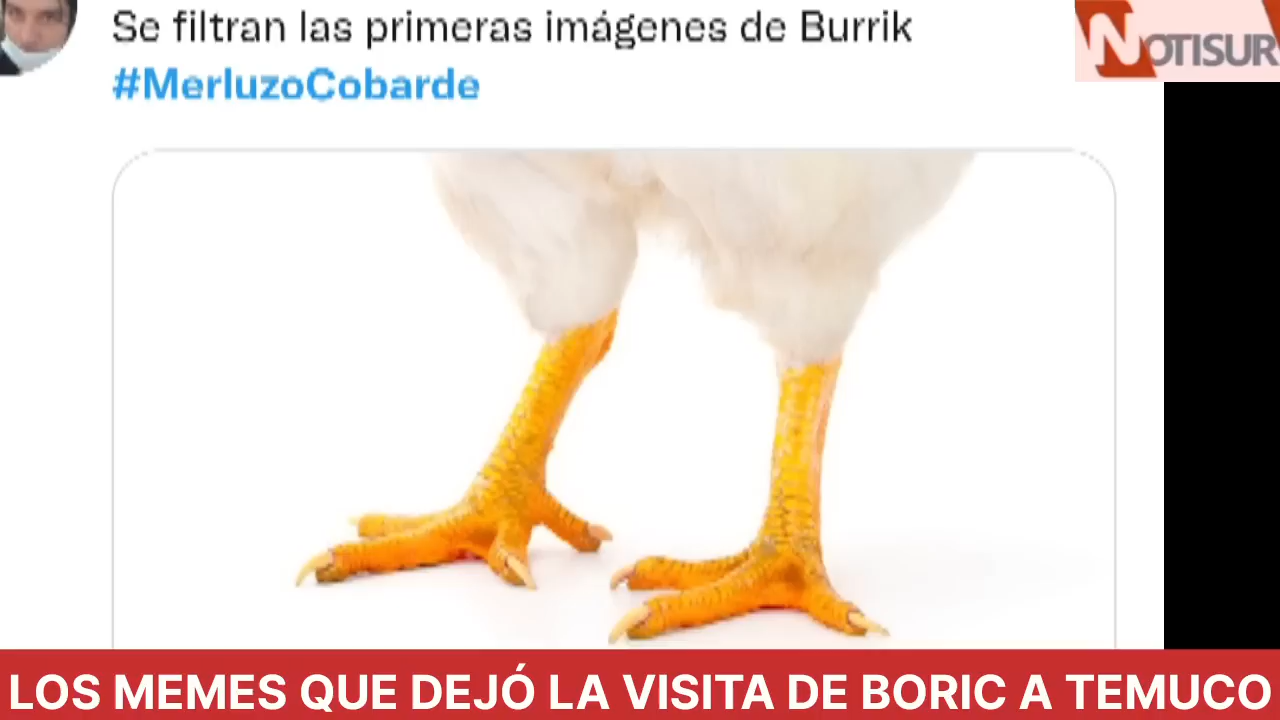 Se filtran las primeras imágenes de Burrik
#MerluzoCobarde
NOTISUR
LOS MEMES QUE DEJÓ LA VISITA DE BORIC A TEMUCO